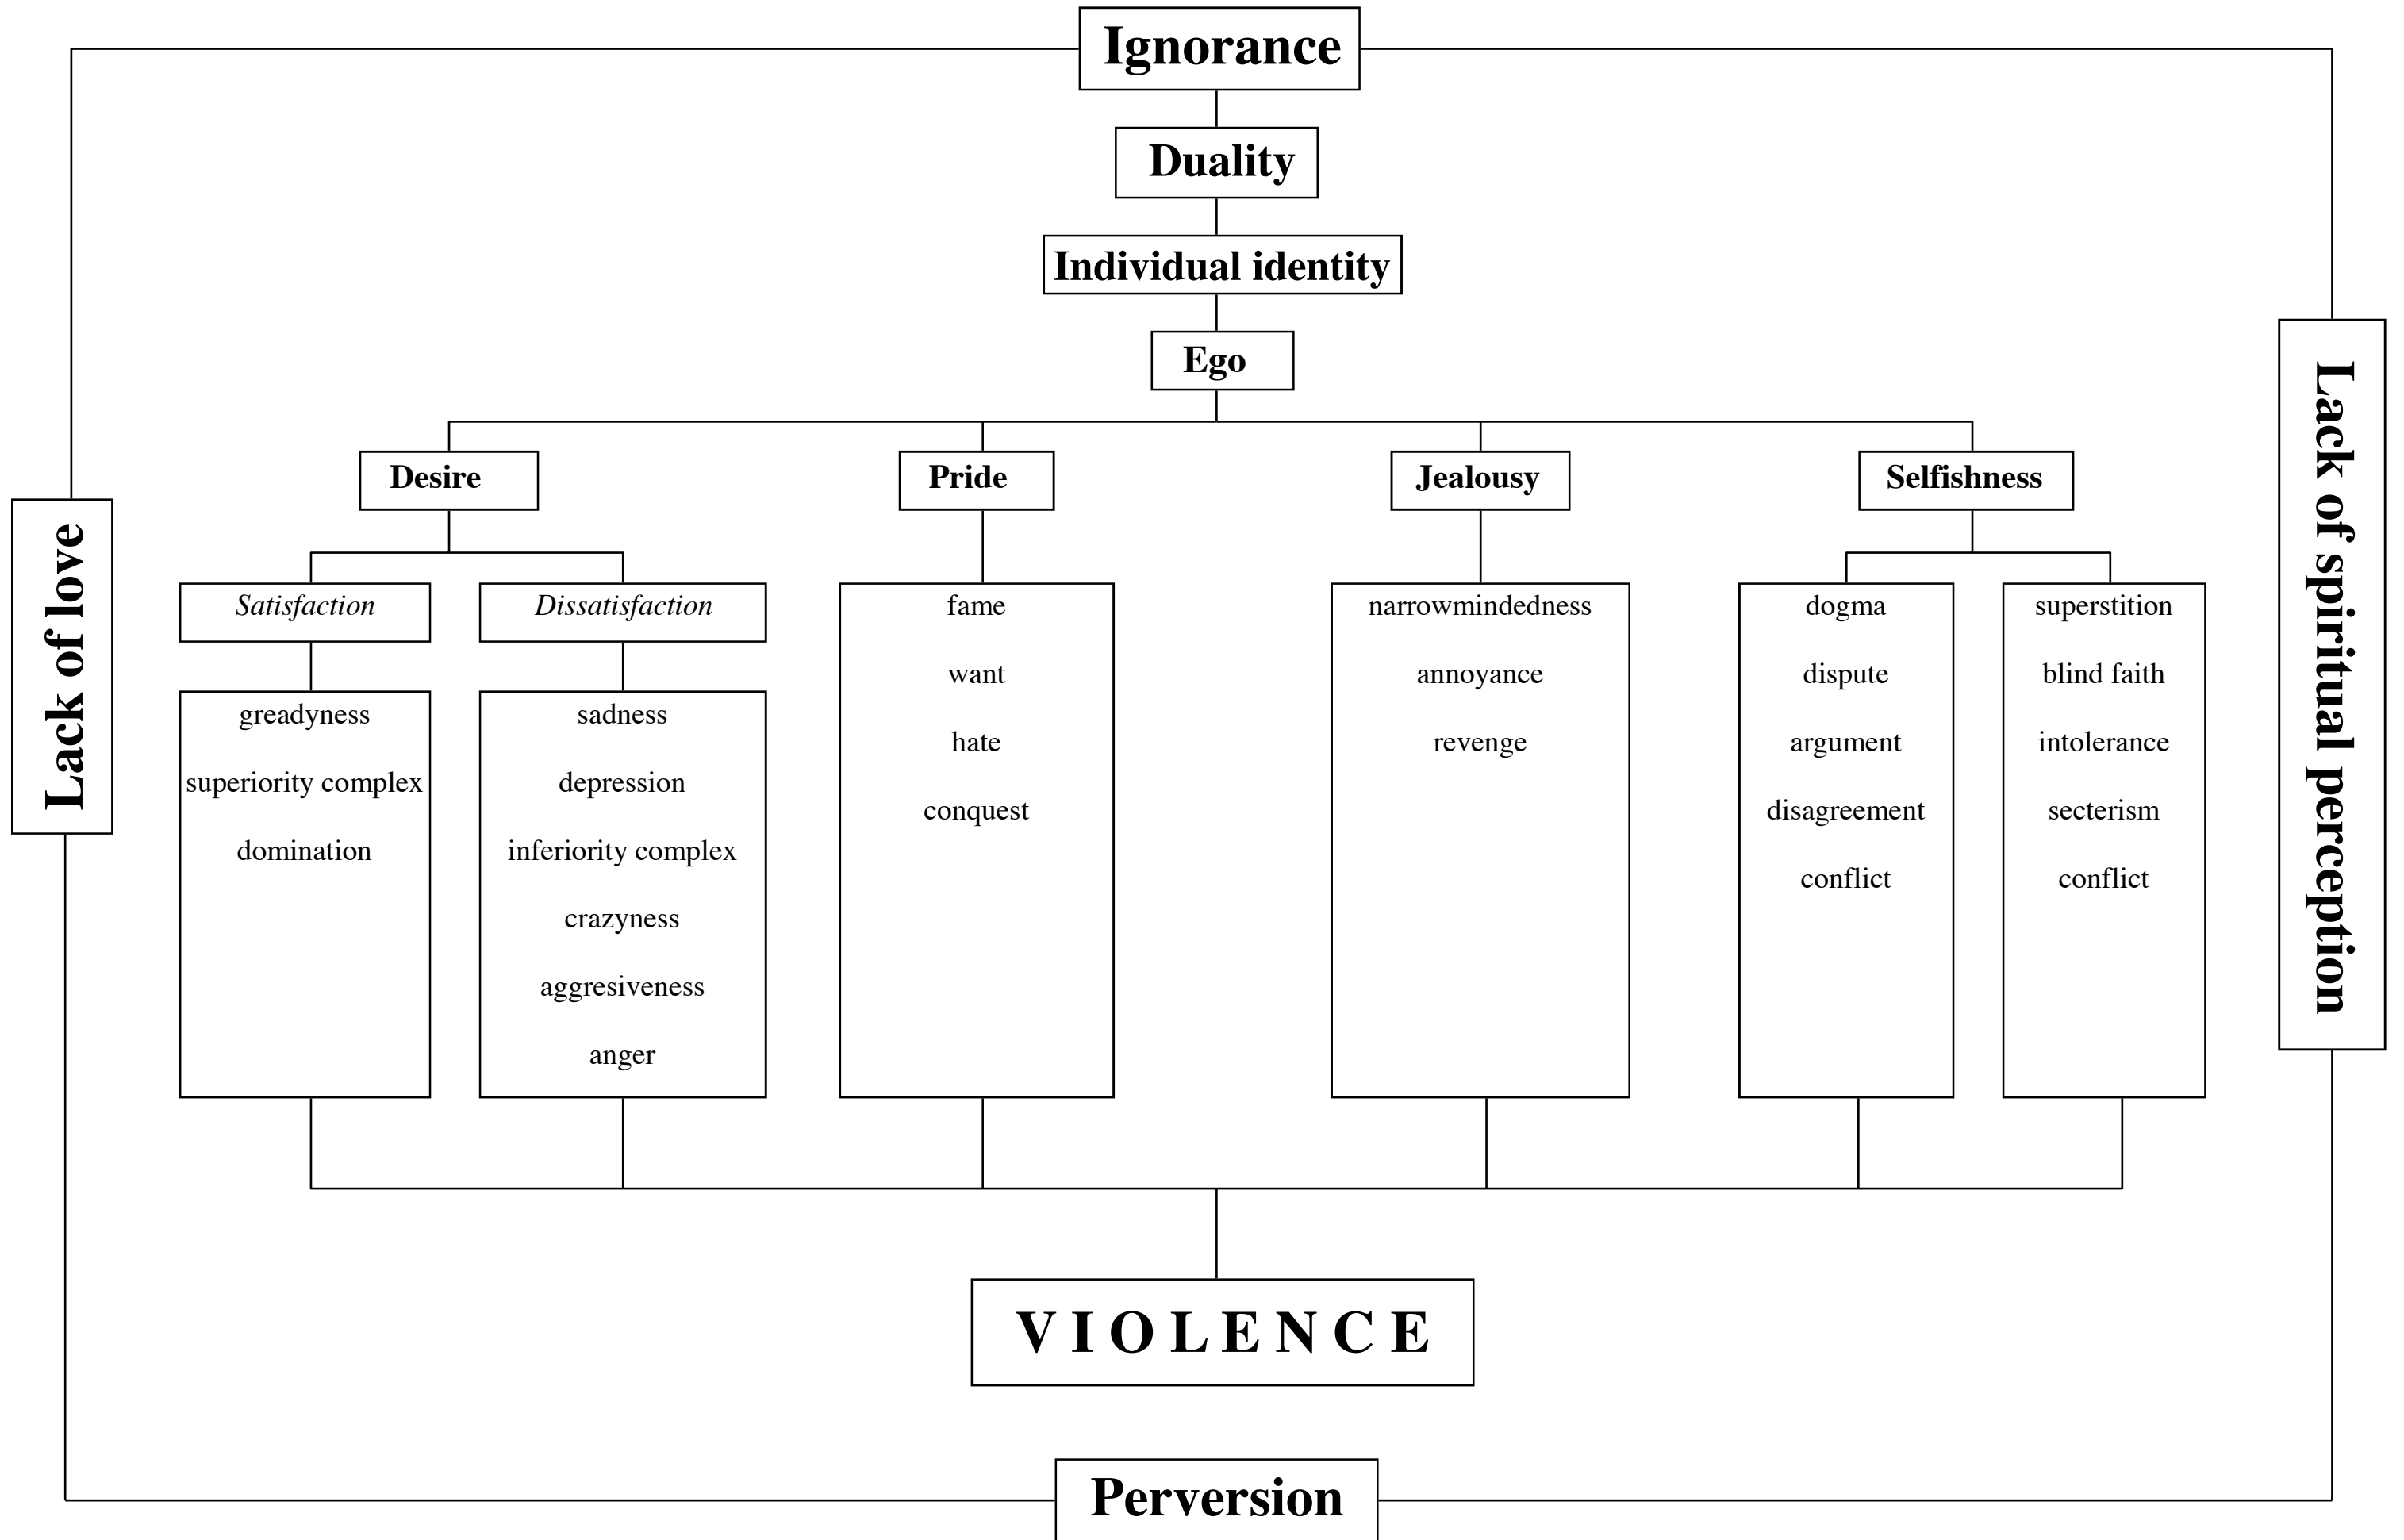 Ignorance
Duality
Individual identity
Ego
Desire
Pride
Jealousy
Selfishness
Lack of love
Lack of spiritual perception
Satisfaction
greadyness
superiority complex
domination
Dissatisfaction
sadness
depression
inferiority complex
crazyness
aggresiveness
anger
fame
want
hate
conquest
narrowmindedness
annoyance
revenge
dogma
dispute
argument
disagreement
conflict
superstition
blind faith
intolerance
secterism
conflict
V I O L E N C E
Perversion